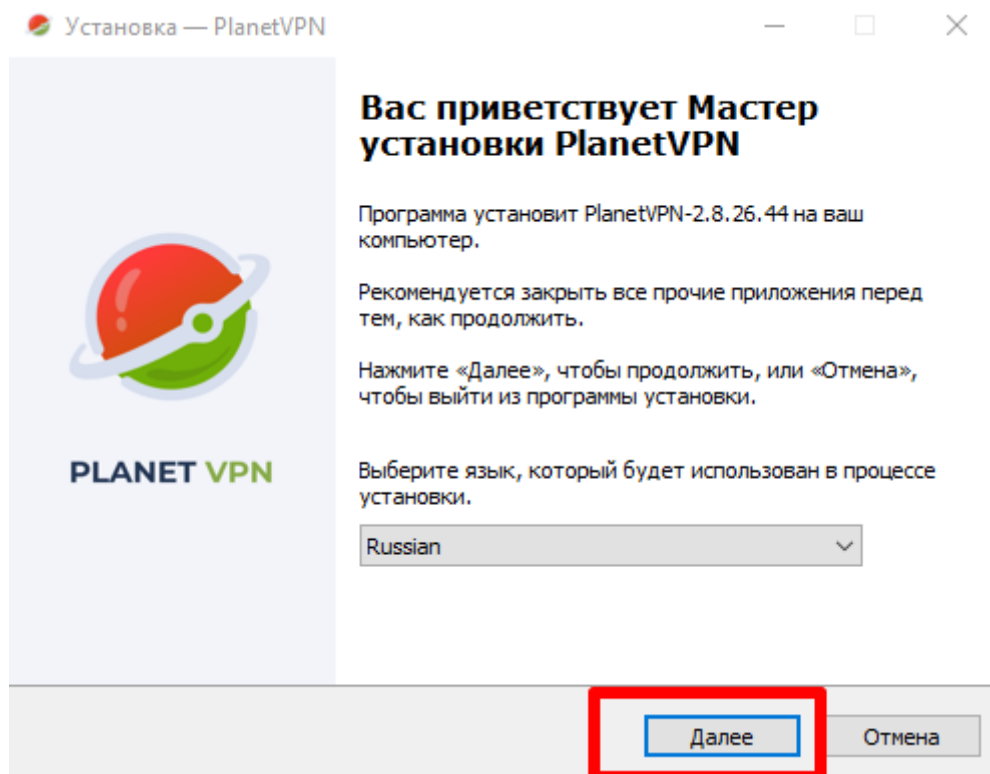 Установка — PlanetVPN
Вас приветствует Мастер
установки PlanetVPN
Программа установит PlanetVPN-2.8.26.44 на ваш
компьютер.
Рекомендуется закрыть все прочие приложения перед
тем, как продолжить.
Нажмите «Далее», чтобы продолжить, или «Отмена»,
чтобы выйти из программы установки.
PLANET VPN
Выберите язык, который будет использован в процессе
установки.
Russian
Далее
Отмена